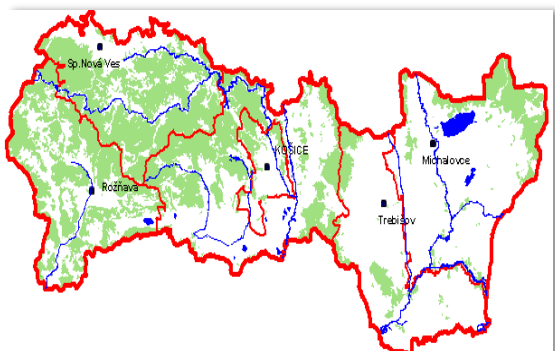 Sp.Nová Ves
KOŠICE
Michalovce
Rožňava
Trebišov